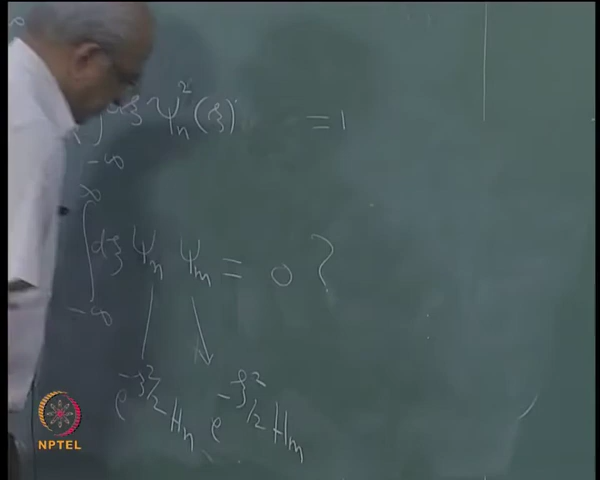 ∫ dξ ψₙ²(ξ) = 1
-∞
∞
∫ dξ ψₙ ψₘ = 0 ?
-∞
e^(-ξ²/2) Hₙ e^(-ξ²/2) Hₘ
NPTEL